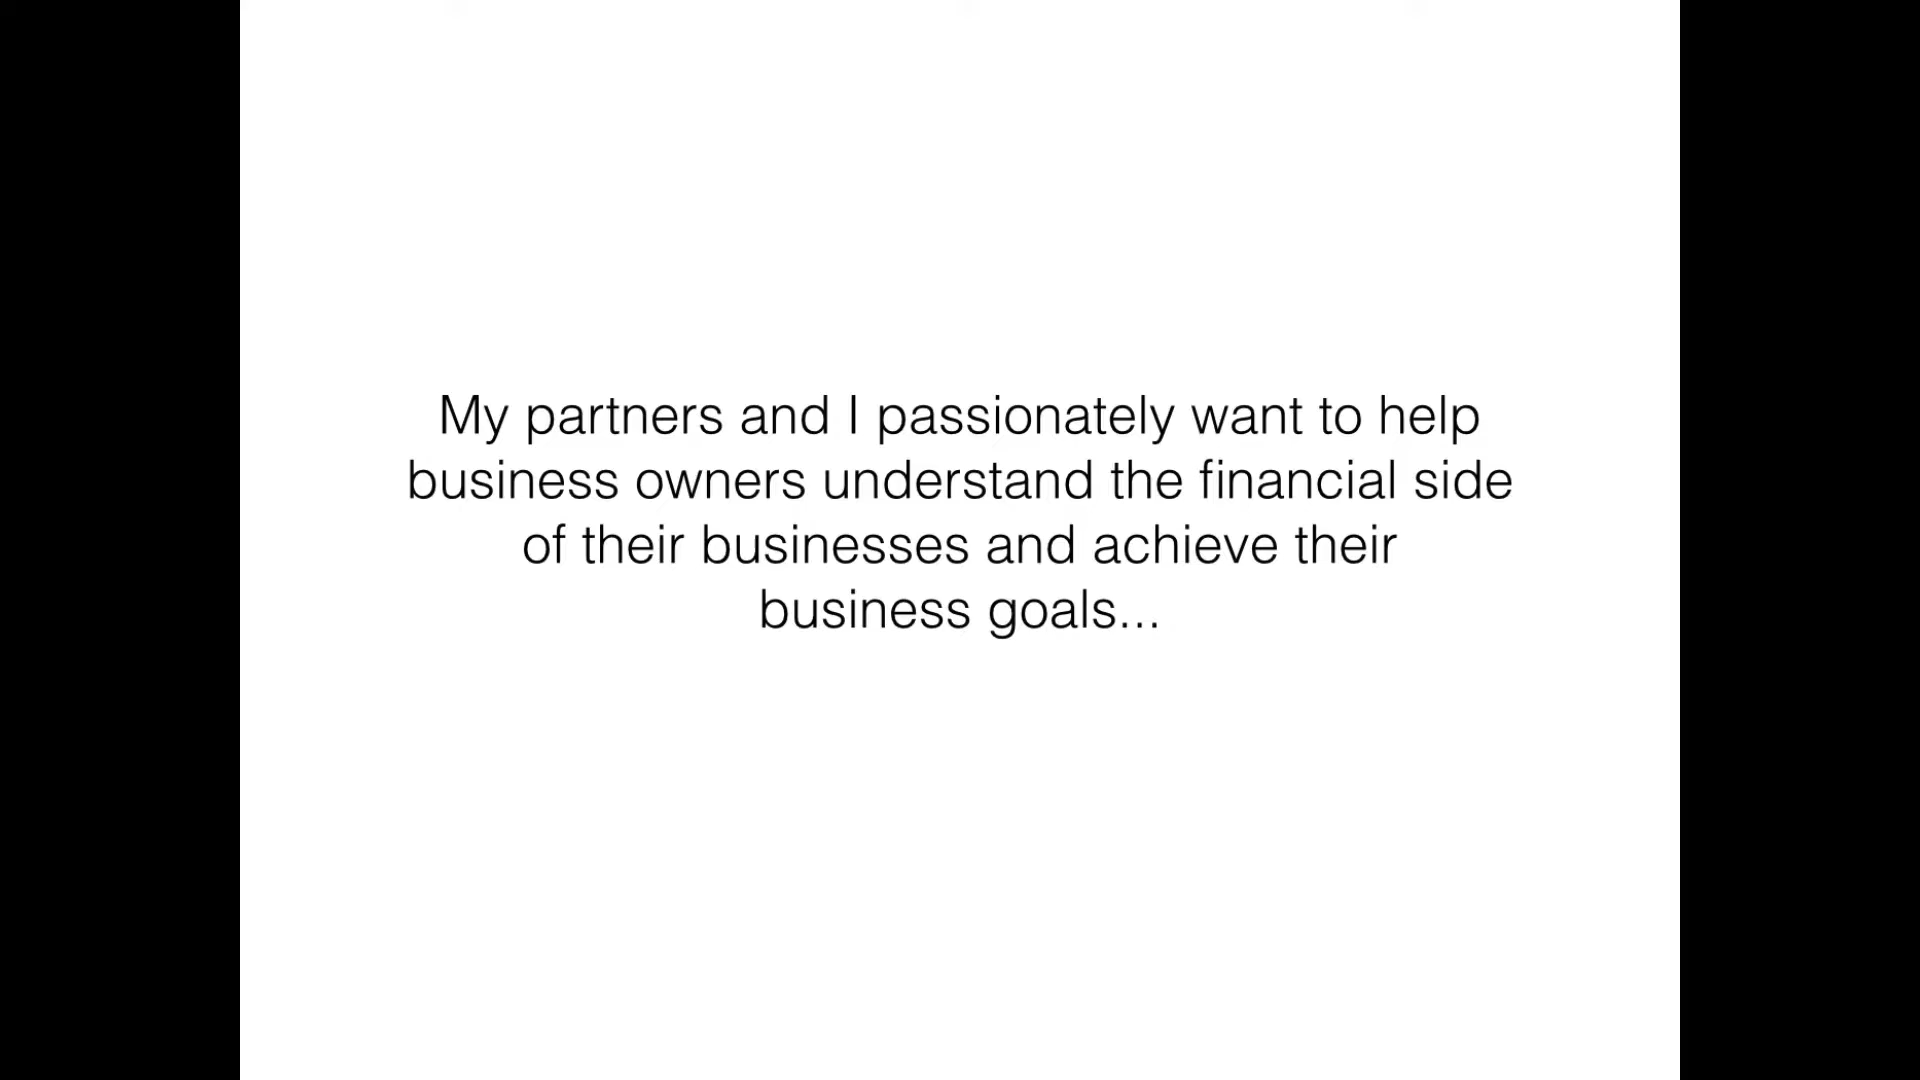 My partners and I passionately want to help
business owners understand the financial side
of their businesses and achieve their
business goals...